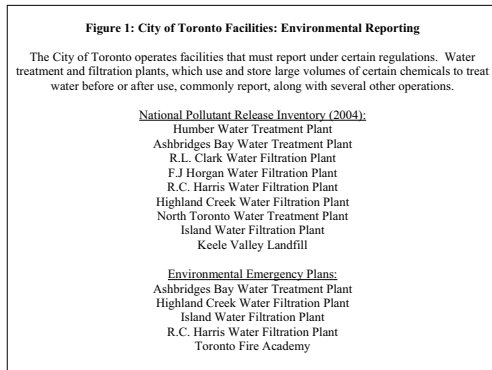 Figure 1: City of Toronto Facilities: Environmental Reporting
The City of Toronto operates facilities that must report under certain regulations. Water
treatment and filtration plants, which use and store large volumes of certain chemicals to treat
water before or after use, commonly report, along with several other operations.
National Pollutant Release Inventory (2004):
Humber Water Treatment Plant
Ashbridges Bay Water Treatment Plant
R.L. Clark Water Filtration Plant
F.J Horgan Water Filtration Plant
R.C. Harris Water Filtration Plant
Highland Creek Water Filtration Plant
North Toronto Water Treatment Plant
Island Water Filtration Plant
Keele Valley Landfill
Environmental Emergency Plans:
Ashbridges Bay Water Treatment Plant
Highland Creek Water Filtration Plant
Island Water Filtration Plant
R.C. Harris Water Filtration Plant
Toronto Fire Academy